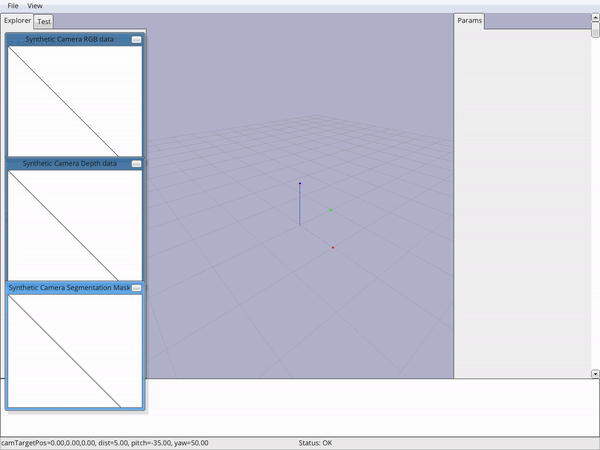 File View
Explorer Test Params
Synthetic Camera RGB data
Synthetic Camera Depth data
Synthetic Camera Segmentation Mask
camTargetPos=0.00,0.00,0.00, dist=5.00, pitch=-35.00, yaw=50.00 Status: OK